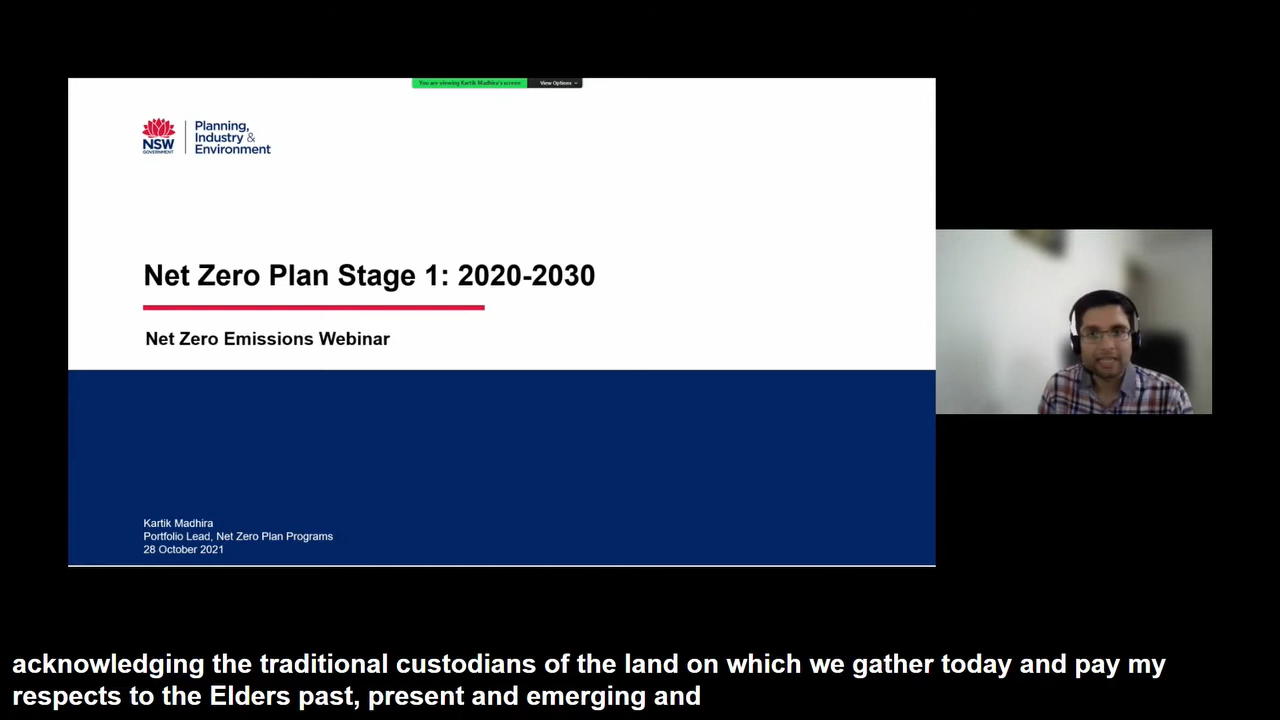 You are viewing Kartik Madhira's screen View Options
NSW
GOVERNMENT
Planning,
Industry &
Environment
Net Zero Plan Stage 1: 2020-2030
Net Zero Emissions Webinar
Kartik Madhira
Portfolio Lead, Net Zero Plan Programs
28 October 2021
acknowledging the traditional custodians of the land on which we gather today and pay my
respects to the Elders past, present and emerging and